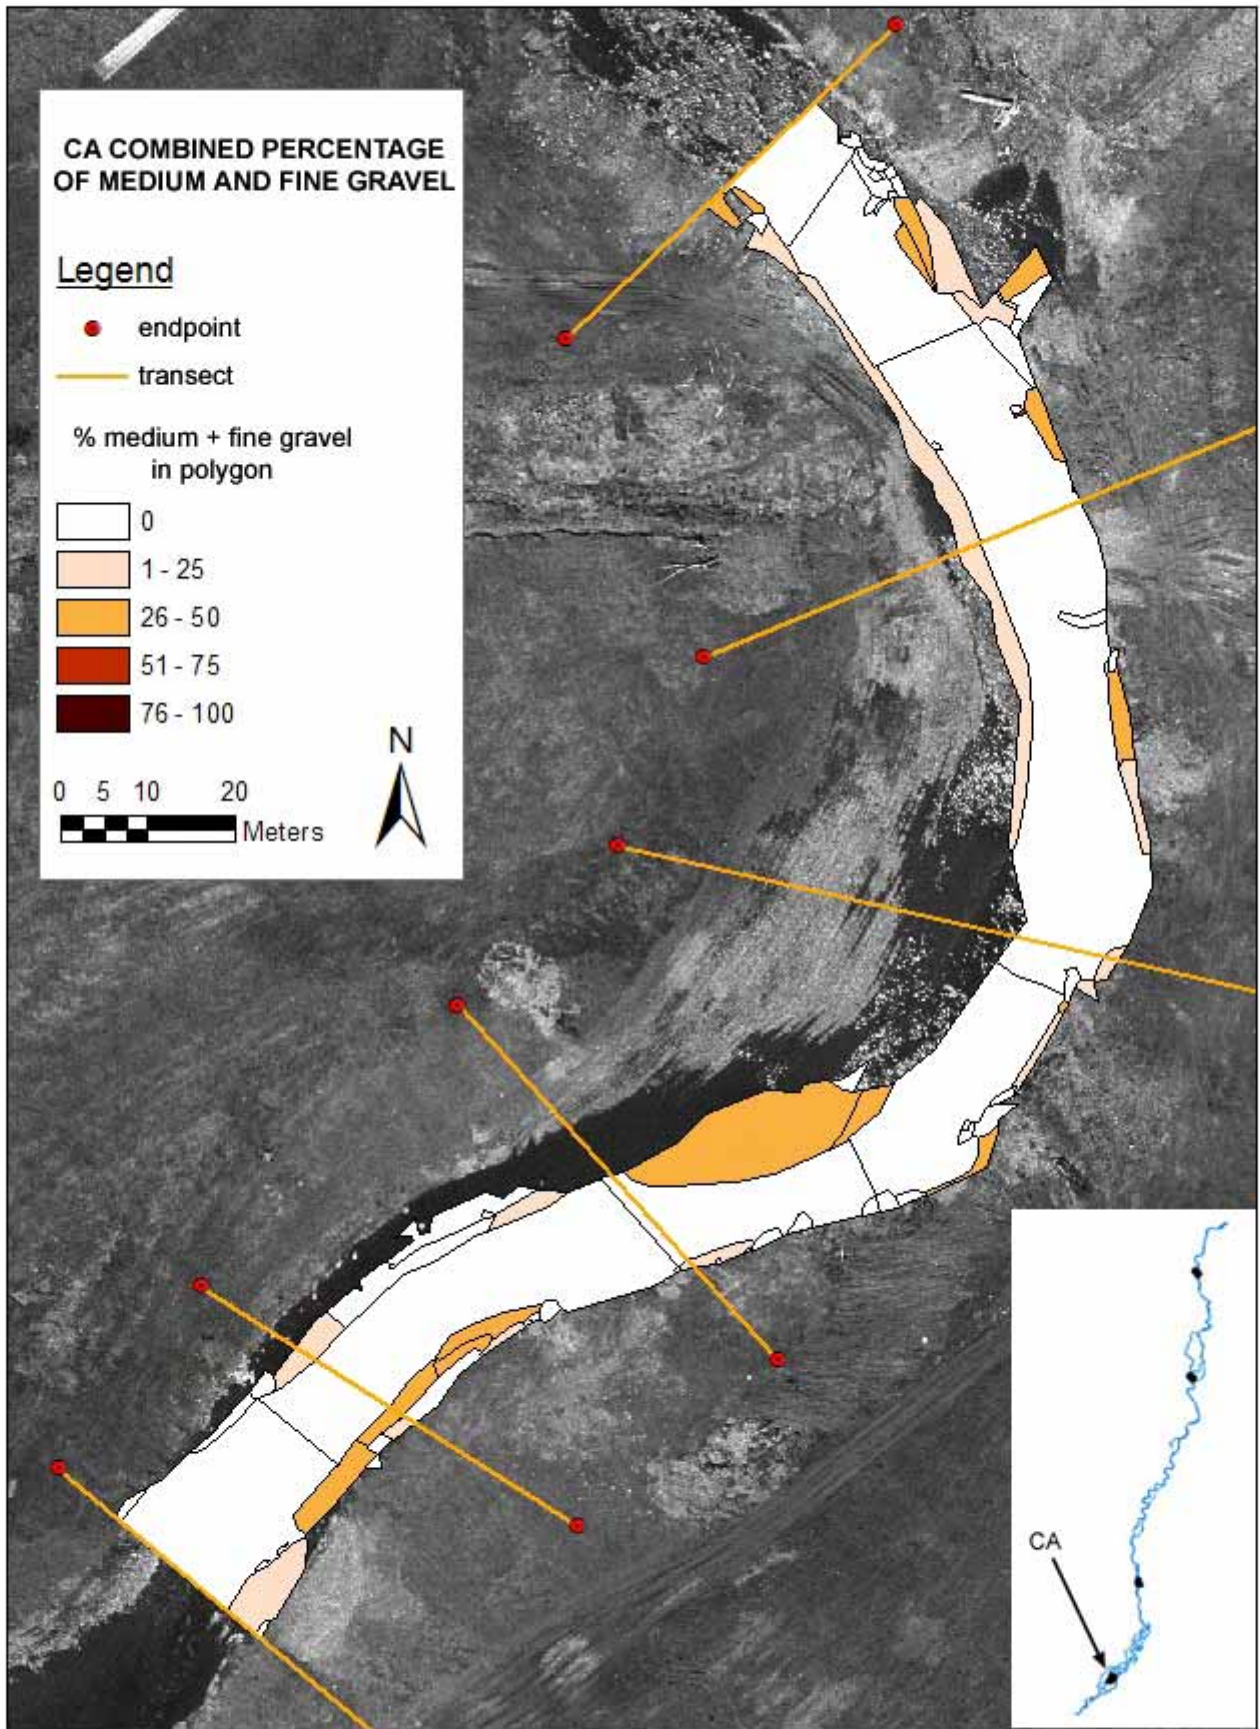 CA COMBINED PERCENTAGE
OF MEDIUM AND FINE GRAVEL
Legend
endpoint
transect
% medium + fine gravel
in polygon
0
1 - 25
26 - 50
51 - 75
76 - 100
N
0 5 10 20
Meters
CA